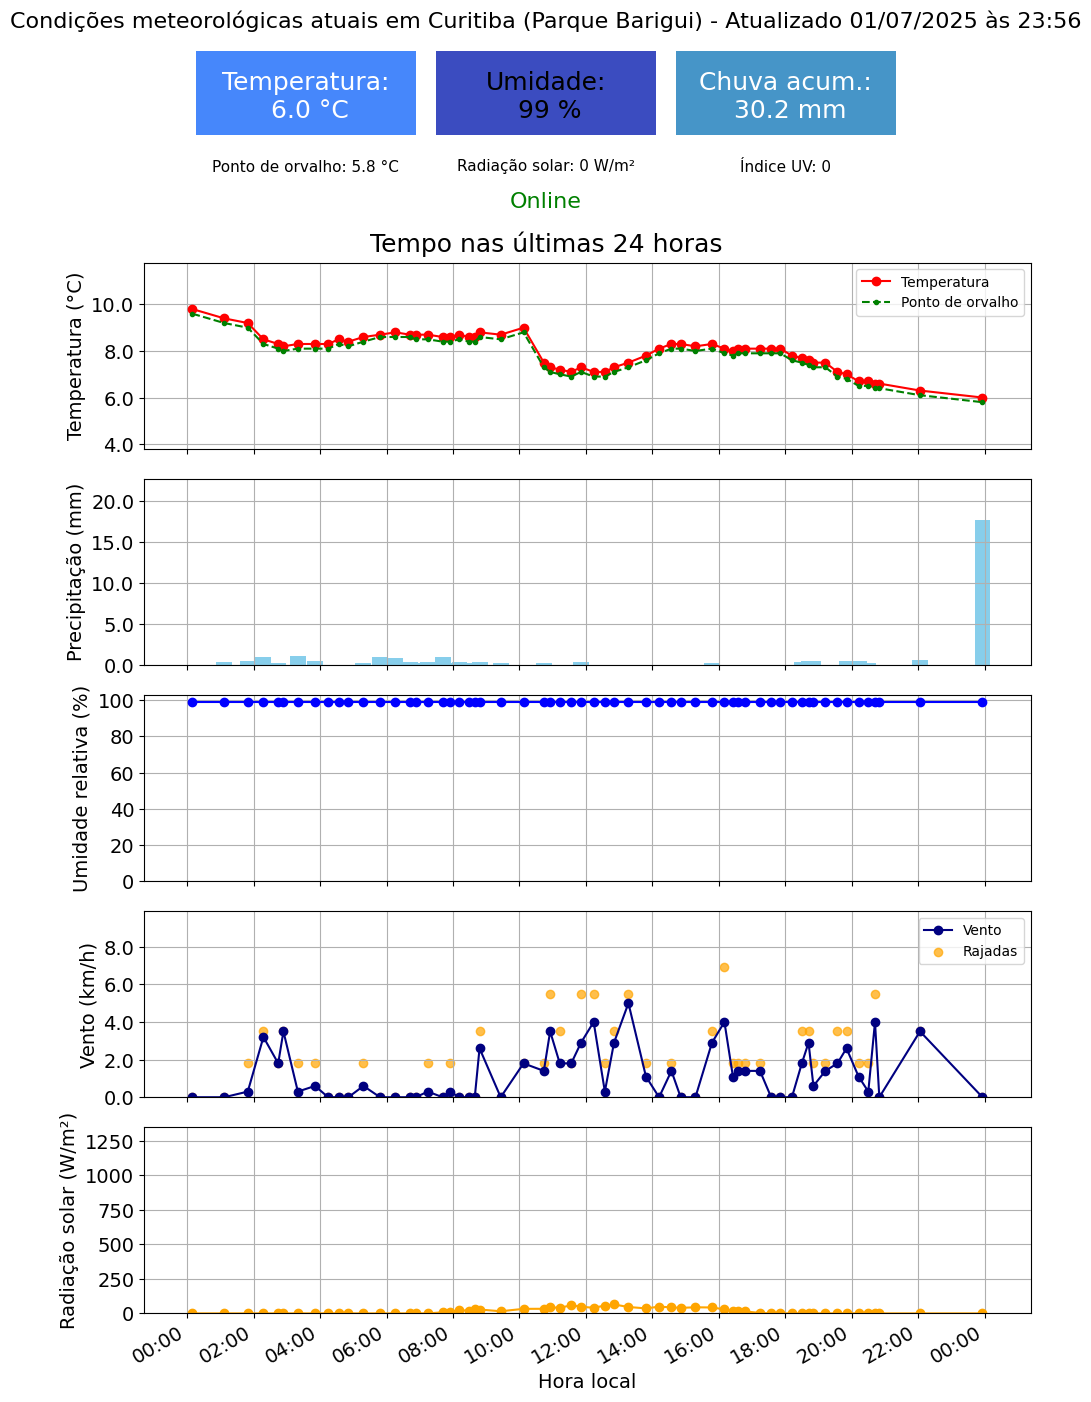 Condições meteorológicas atuais em Curitiba (Parque Barigui) - Atualizado 01/07/2025 às 23:56
Temperatura:
6.0 °C
Umidade:
99 %
Chuva acum.:
30.2 mm
Ponto de orvalho: 5.8 °C
Radiação solar: 0 W/m²
Índice UV: 0
Online
Tempo nas últimas 24 horas
Temperatura (°C)
10.0
8.0
6.0
4.0
Temperatura
Ponto de orvalho
Precipitação (mm)
20.0
15.0
10.0
5.0
0.0
Umidade relativa (%)
100
80
60
40
20
0
Vento (km/h)
8.0
6.0
4.0
2.0
0.0
Vento
Rajadas
Radiação solar (W/m²)
1250
1000
750
500
250
0
00:00
02:00
04:00
06:00
08:00
10:00
12:00
14:00
16:00
18:00
20:00
22:00
00:00
Hora local